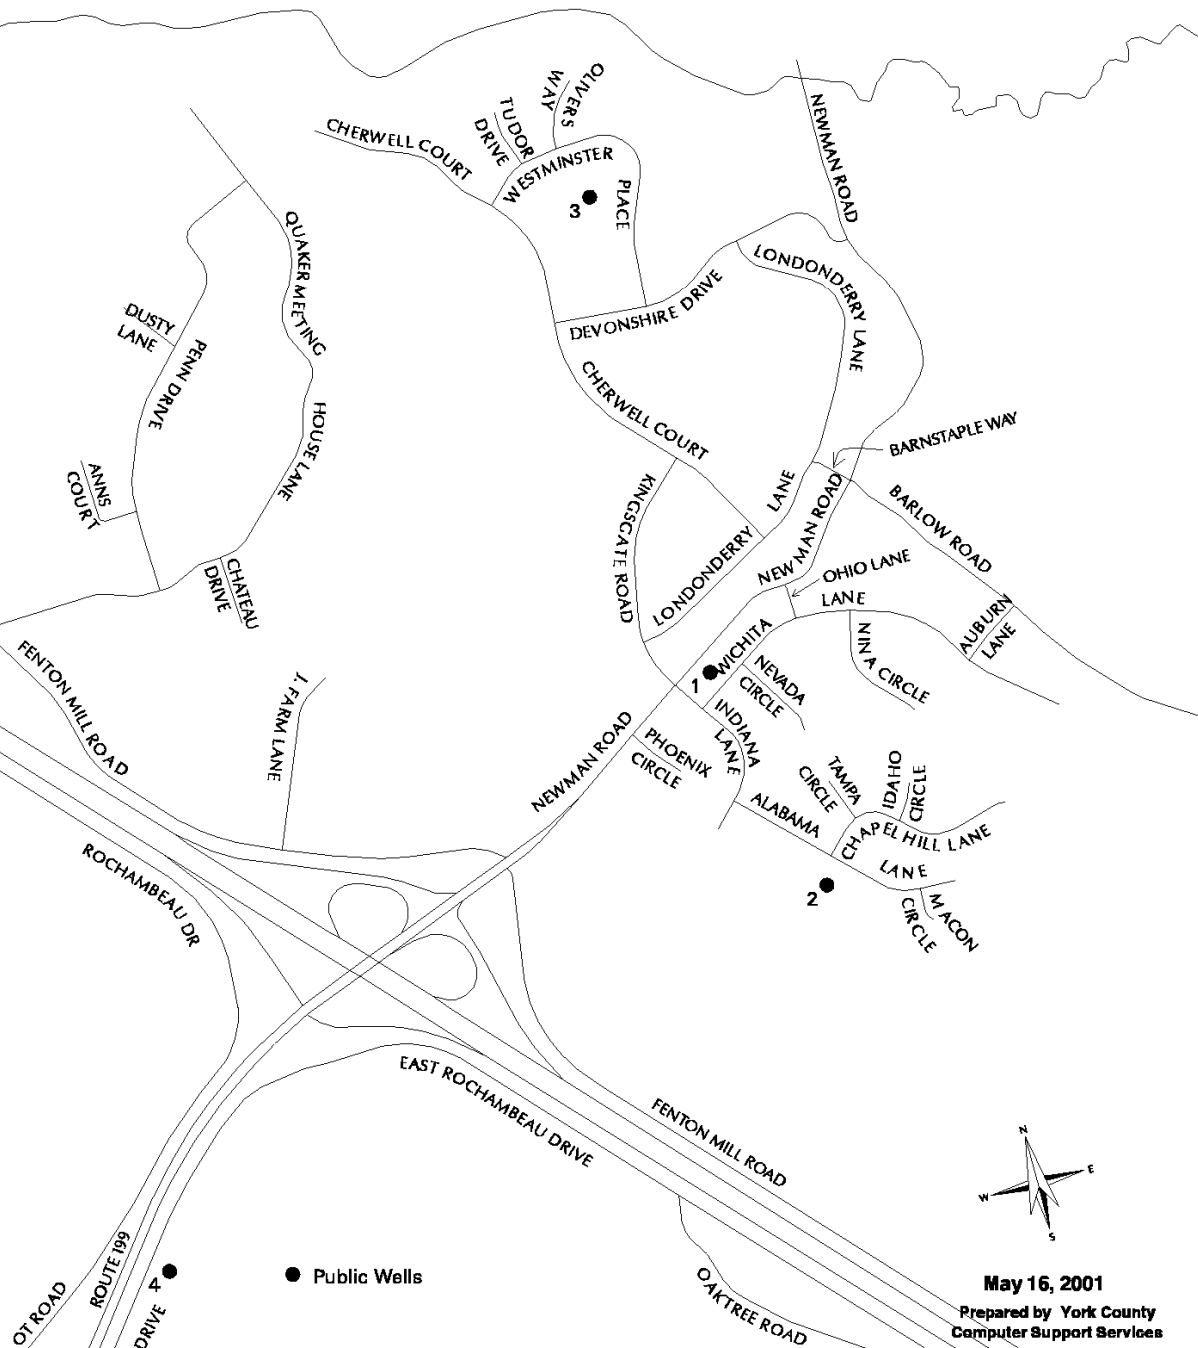 OLIVERS
WAY
TUDOR
DRIVE
CHERWELL COURT
WESTMINSTER
PLACE
3
NEWMAN ROAD
QUAKER MEETING
HOUSE LANE
LONDONDERRY LANE
DEVONSHIRE DRIVE
DUSTY
LANE
PENN DRIVE
CHERWELL COURT
BARNSTAPLE WAY
ANNS
COURT
KINGSGATE ROAD
LONDONDERRY
LANE
NEWMAN ROAD
BARLOW ROAD
OHIO LANE
CHATEAU
DRIVE
WICHITA
LANE
AUBURN
LANE
NINA CIRCLE
1
NEVADA
CIRCLE
FENTON MILL ROAD
J. FARM LANE
INDIANA
LANE
NEWMAN ROAD
PHOENIX
CIRCLE
TAMPA
CIRCLE
IDAHO
CIRCLE
ALABAMA
LANE
CHAPEL HILL LANE
ROCHAMBEAU DR
2
MACON
CIRCLE
EAST ROCHAMBEAU DRIVE
FENTON MILL ROAD
N
E
W
S
ROUTE 199
4
Public Wells
OT ROAD
DRIVE
OAKTREE ROAD
May 16, 2001
Prepared by York County
Computer Support Services